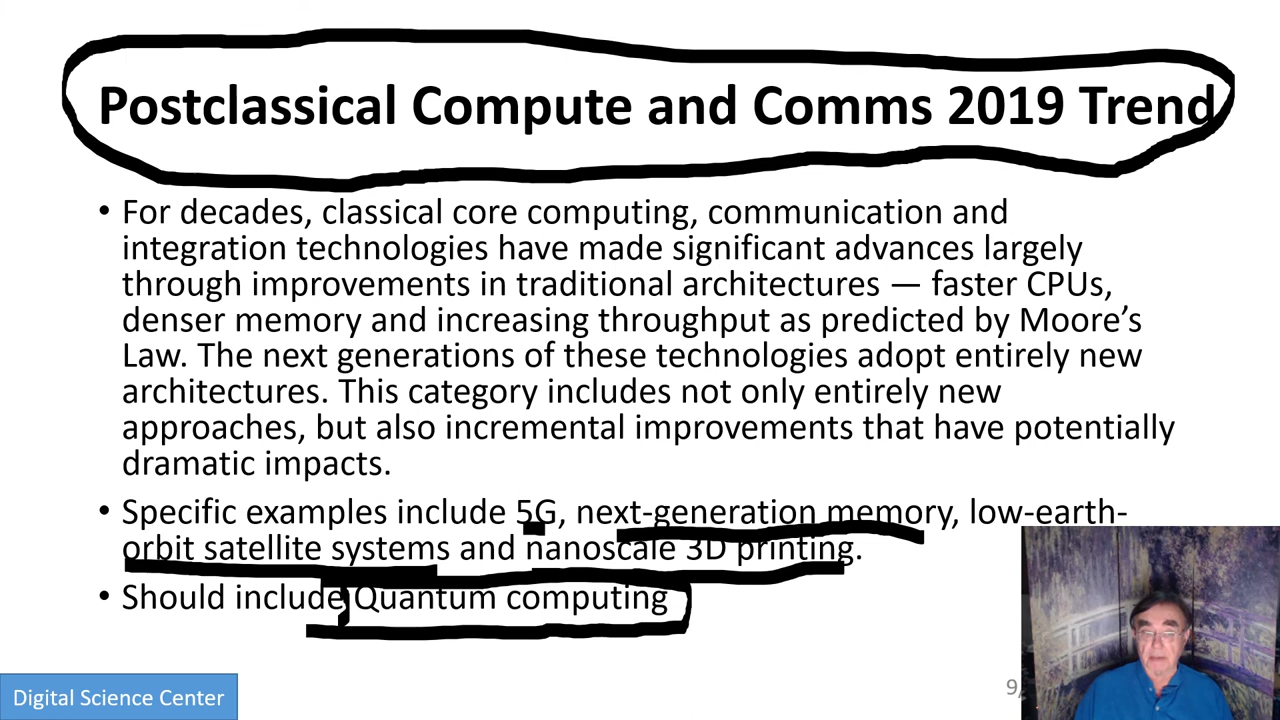 Postclassical Compute and Comms 2019 Trend
• For decades, classical core computing, communication and
integration technologies have made significant advances largely
through improvements in traditional architectures — faster CPUs,
denser memory and increasing throughput as predicted by Moore’s
Law. The next generations of these technologies adopt entirely new
architectures. This category includes not only entirely new
approaches, but also incremental improvements that have potentially
dramatic impacts.
• Specific examples include 5G, next-generation memory, low-earth-
orbit satellite systems and nanoscale 3D printing.
• Should include Quantum computing
Digital Science Center
9/